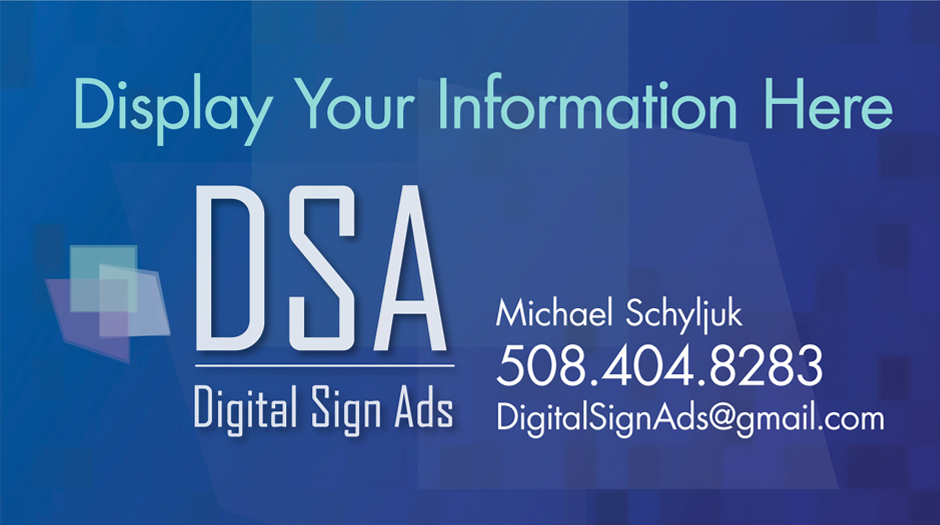 Display Your Information Here
DSA
Digital Sign Ads
Michael Schyljuk
508.404.8283
DigitalSignAds@gmail.com